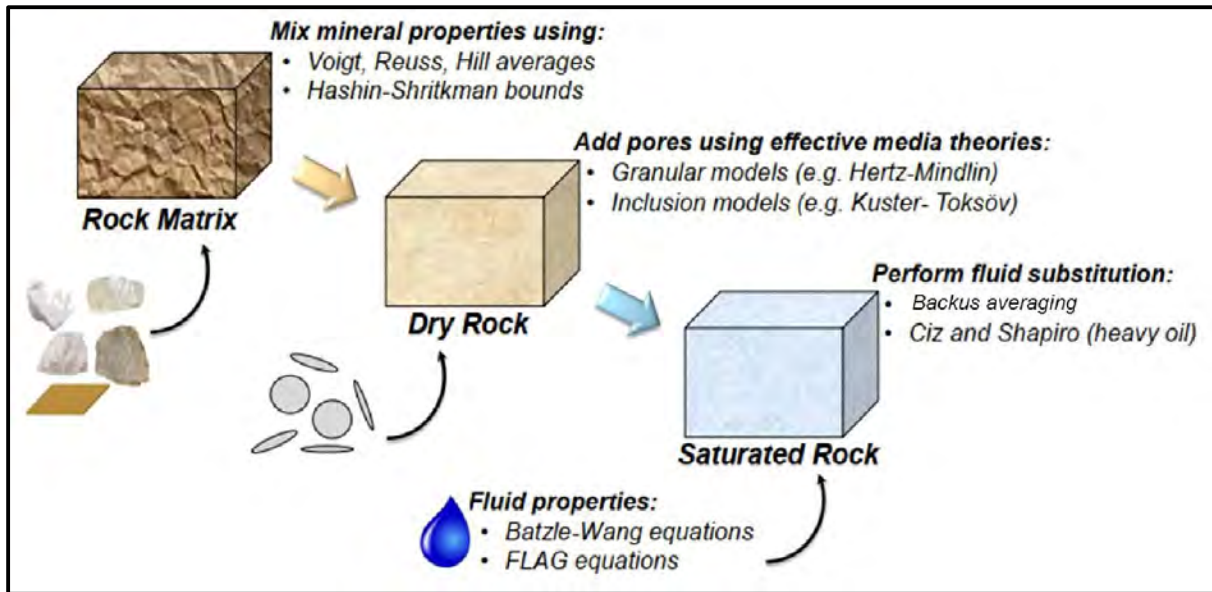 Mix mineral properties using:
• Voigt, Reuss, Hill averages
• Hashin-Shritkman bounds
Rock Matrix
Add pores using effective media theories:
• Granular models (e.g. Hertz-Mindlin)
• Inclusion models (e.g. Kuster- Toksöv)
Dry Rock
Perform fluid substitution:
• Backus averaging
• Ciz and Shapiro (heavy oil)
Saturated Rock
Fluid properties:
• Batzle-Wang equations
• FLAG equations